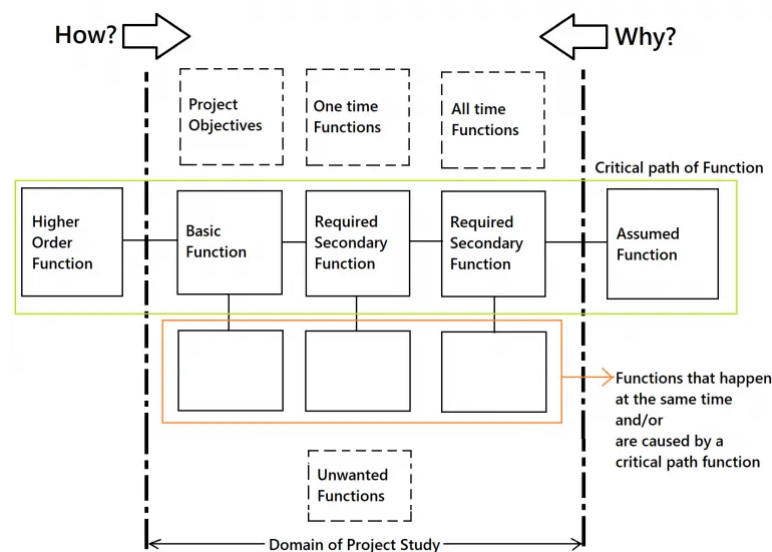 How?
Why?
Project
Objectives
One time
Functions
All time
Functions
Critical path of Function
Higher
Order
Function
Basic
Function
Required
Secondary
Function
Required
Secondary
Function
Assumed
Function
Functions that happen
at the same time
and/or
are caused by a
critical path function
Unwanted
Functions
Domain of Project Study